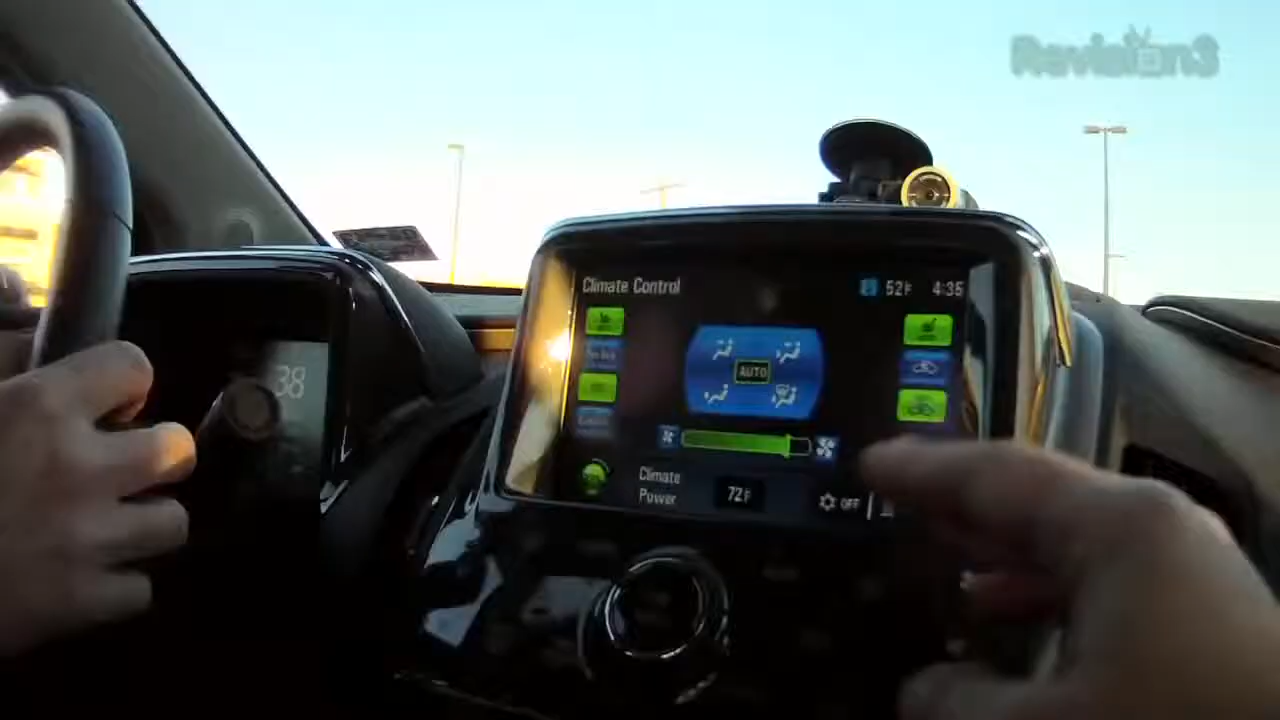 Revision3
Climate Control
52F
4:35
38
AUTO
Climate
Power
72F
OFF